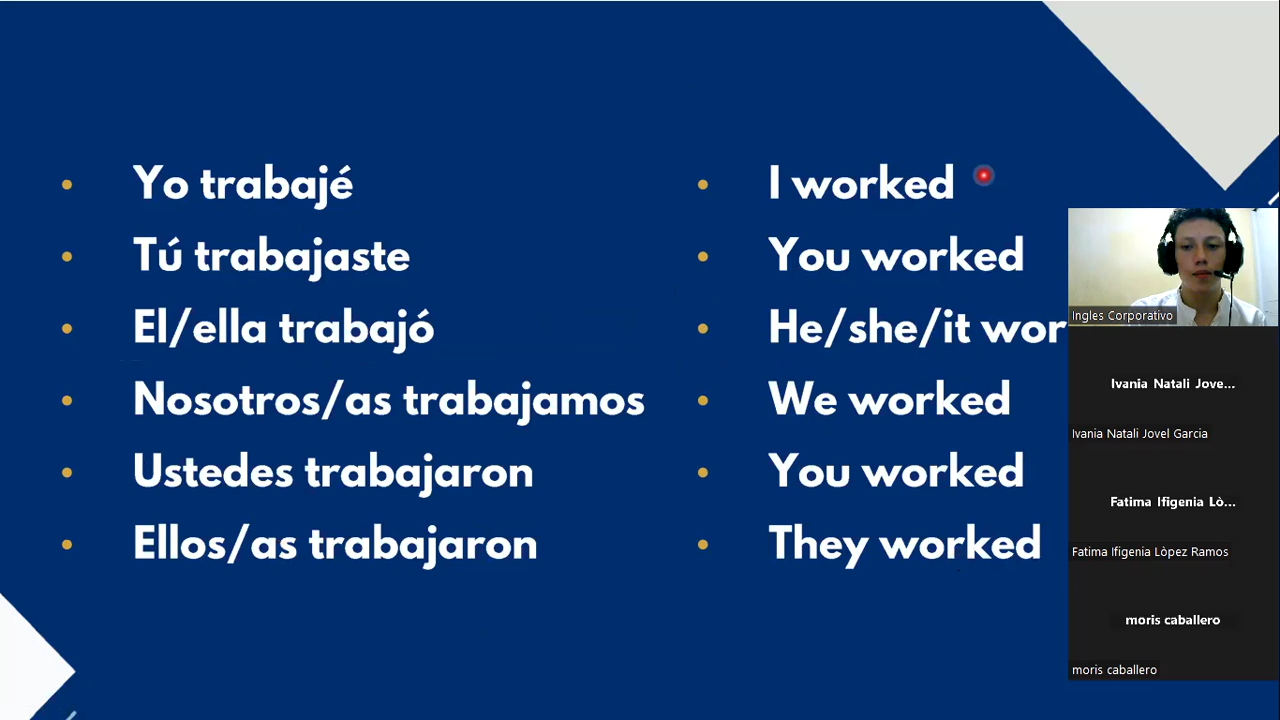 Yo trabajé
Tú trabajaste
El/ella trabajó
Nosotros/as trabajamos
Ustedes trabajaron
Ellos/as trabajaron
I worked
You worked
He/she/it wor
We worked
You worked
They worked
Ingles Corporativo
Ivania Natali Jove...
Ivania Natali Jovel Garcia
Fatima Ifigenia Lò...
Fatima Ifigenia Lòpez Ramos
moris caballero
moris caballero